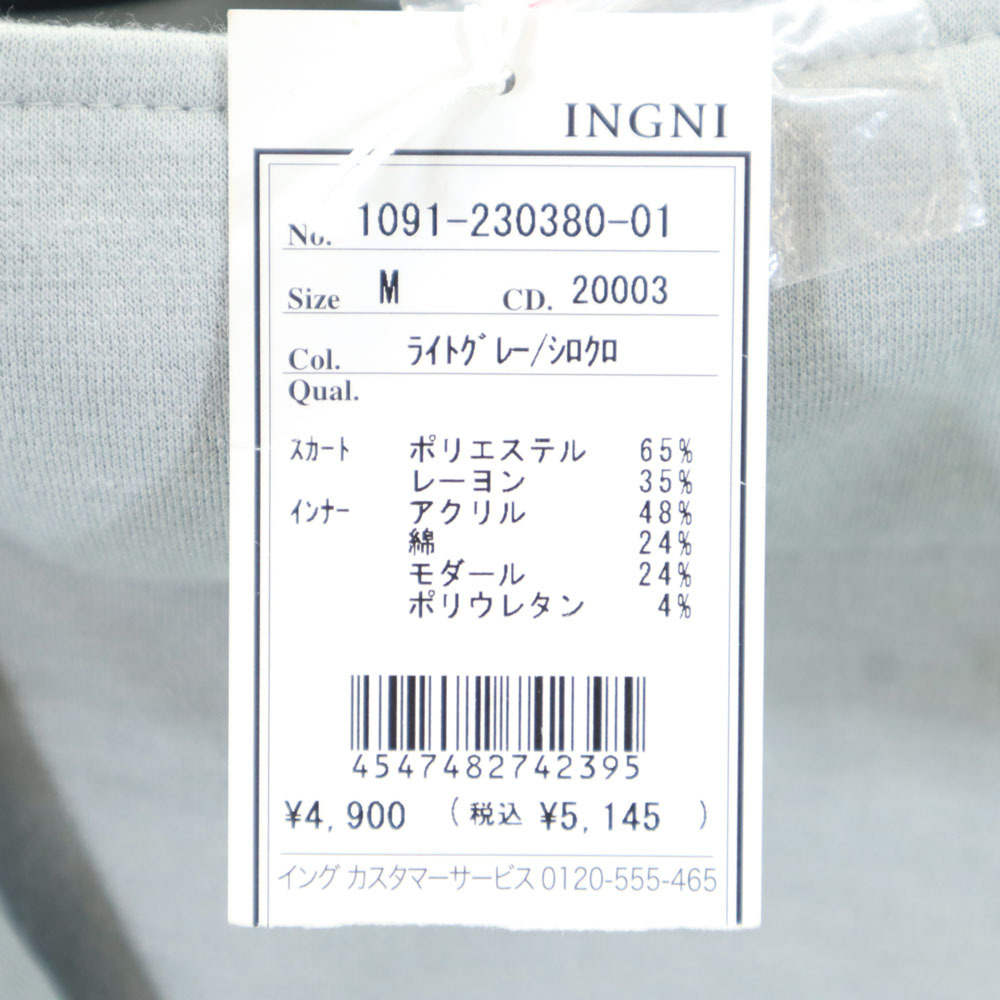 INGNI
No. 1091-230380-01
Size M CD. 20003
Col. ライトグレー/シロクロ
Qual.
スカート ポリエステル 65%
レーヨン 35%
インナー アクリル 48%
綿 24%
モダール 24%
ポリウレタン 4%
4547482742395
¥4,900 (税込 ¥5,145 )
イング カスタマーサービス 0120-555-465